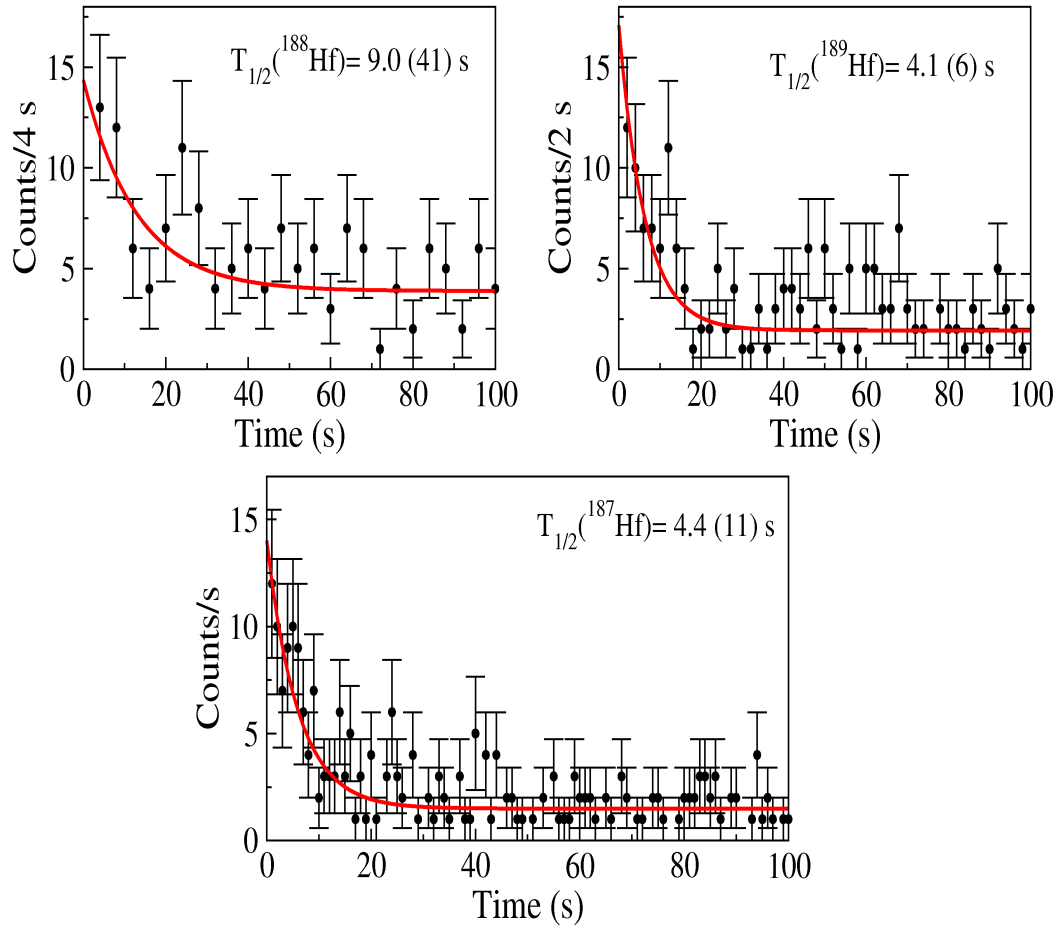 T1/2(188Hf)= 9.0 (41) s
Counts/4 s
15
10
5
0
0 20 40 60 80 100
Time (s)
T1/2(189Hf)= 4.1 (6) s
Counts/2 s
15
10
5
0
0 20 40 60 80 100
Time (s)
T1/2(187Hf)= 4.4 (11) s
Counts/s
15
10
5
0
0 20 40 60 80 100
Time (s)